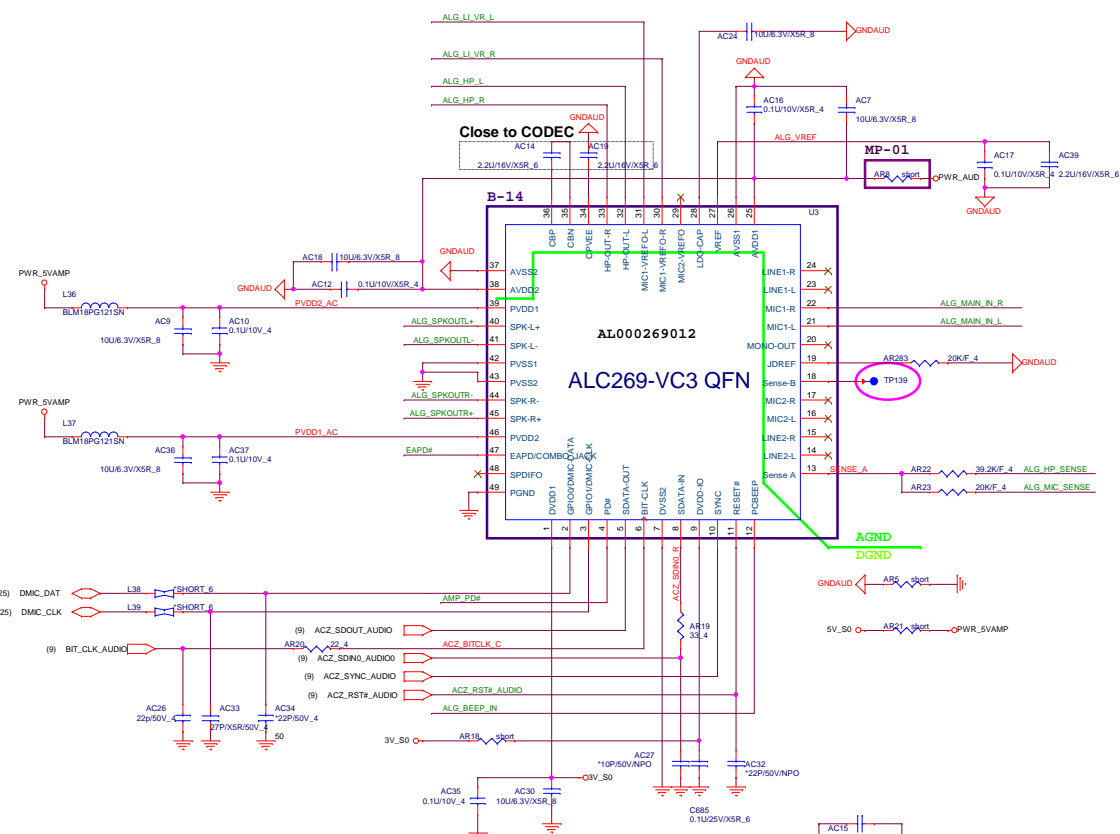 ALG_LI_VR_L
ALG_LI_VR_R
ALG_HP_L
ALG_HP_R
AC24
10U/6.3V/X5R_8
GNDAUD
GNDAUD
AC16
0.1U/10V/X5R_4
AC7
10U/6.3V/X5R_8
Close to CODEC
GNDAUD
AC14
2.2U/16V/X5R_6
AC19
2.2U/16V/X5R_6
ALG_VREF
MP-01
AR8
short
PWR_AUD
AC17
0.1U/10V/X5R_4
AC39
2.2U/16V/X5R_6
GNDAUD
B-14
U3
36
35
34
33
32
31
30
29
28
27
26
25
CBP
CBN
CPVEE
HP-OUT-R
HP-OUT-L
MIC1-VREFO-L
MIC1-VREFO-R
MIC2-VREFO
LDO-CAP
VREF
AVSS1
AVDD1
GNDAUD
AC18
10U/6.3V/X5R_8
GNDAUD
AC12
0.1U/10V/X5R_4
PWR_5VAMP
L36
BLM18PG121SN
PVDD2_AC
AC9
10U/6.3V/X5R_8
AC10
0.1U/10V_4
ALG_SPKOUTL+
ALG_SPKOUTL-
ALG_SPKOUTR-
ALG_SPKOUTR+
PWR_5VAMP
L37
BLM18PG121SN
PVDD1_AC
AC36
10U/6.3V/X5R_8
AC37
0.1U/10V_4
EAPD#
37 AVSS2
38 AVDD2
39 PVDD1
40 SPK-L+
41 SPK-L-
42 PVSS1
43 PVSS2
44 SPK-R-
45 SPK-R+
46 PVDD2
47 EAPD/COMBO JACK
48 SPDIFO
49 PGND
AL000269012
ALC269-VC3 QFN
LINE1-R 24
LINE1-L 23
MIC1-R 22
MIC1-L 21
MONO-OUT 20
JDREF 19
Sense-B 18
MIC2-R 17
MIC2-L 16
LINE2-R 15
LINE2-L 14
Sense A 13
ALG_MAIN_IN_R
ALG_MAIN_IN_L
AR283
20K/F_4
GNDAUD
TP139
SENSE_A
AR22
39.2K/F_4
ALG_HP_SENSE
AR23
20K/F_4
ALG_MIC_SENSE
DVDD1
GPIO0/DMIC-DATA
GPIO1/DMIC-CLK
PD#
SDATA-OUT
BIT-CLK
DVSS2
SDATA-IN
DVDD-IO
SYNC
RESET#
PCBEEP
1
2
3
4
5
6
7
8
9
10
11
12
AGND
DGND
GNDAUD
AR5
short
5V_S0
AR21
short
PWR_5VAMP
25) DMIC_DAT
L38
*SHORT_6
25) DMIC_CLK
L39
*SHORT_6
AMP_PD#
ACZ_SDIN0_R
(9) ACZ_SDOUT_AUDIO
AR19
33_4
(9) BIT_CLK_AUDIO
AR20
22_4
ACZ_BITCLK_C
(9) ACZ_SDIN0_AUDIO0
(9) ACZ_SYNC_AUDIO
(9) ACZ_RST#_AUDIO
ACZ_RST#_AUDIO
ALG_BEEP_IN
AC26
22p/50V_4
AC33
27P/X5R/50V_4
AC34
*22P/50V_4
50
3V_S0
AR18
short
AC27
*10P/50V/NPO
AC32
*22P/50V/NPO
3V_S0
AC35
0.1U/10V_4
AC30
10U/6.3V/X5R_8
C685
0.1U/25V/X5R_6
AC15